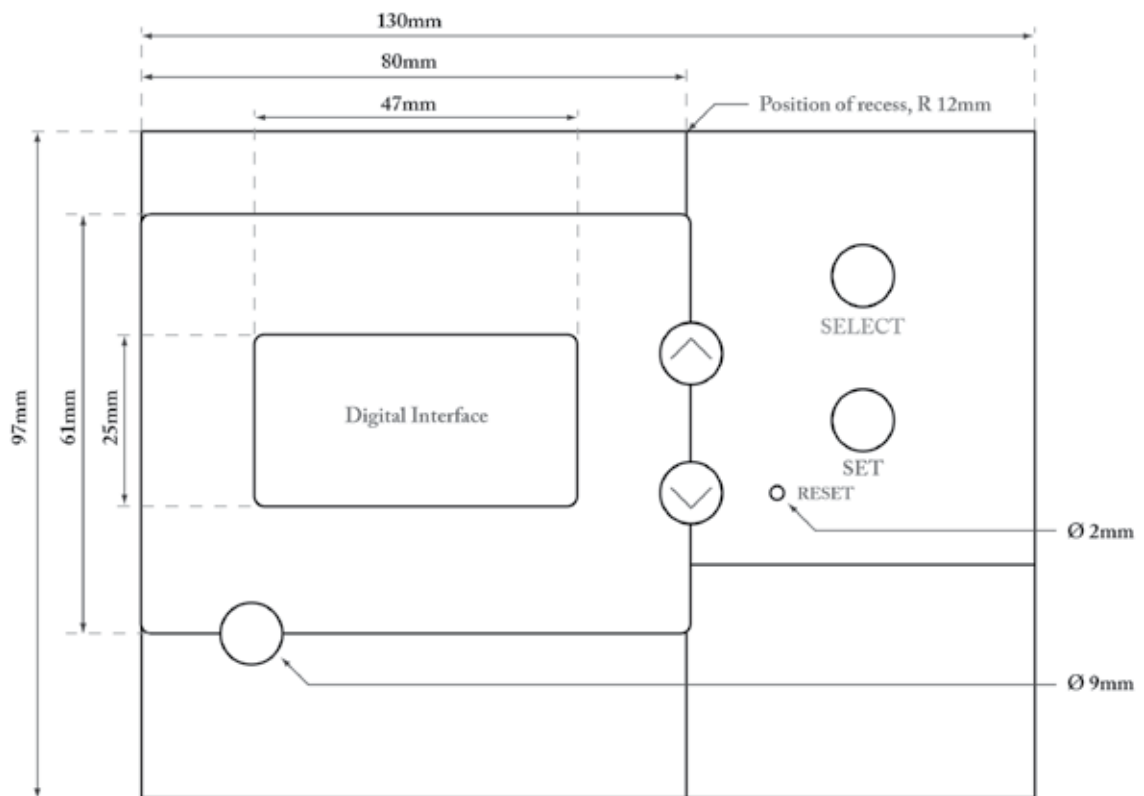 130mm
80mm
47mm
Position of recess, R 12mm
97mm
61mm
25mm
SELECT
Digital Interface
SET
RESET
Ø 2mm
Ø 9mm